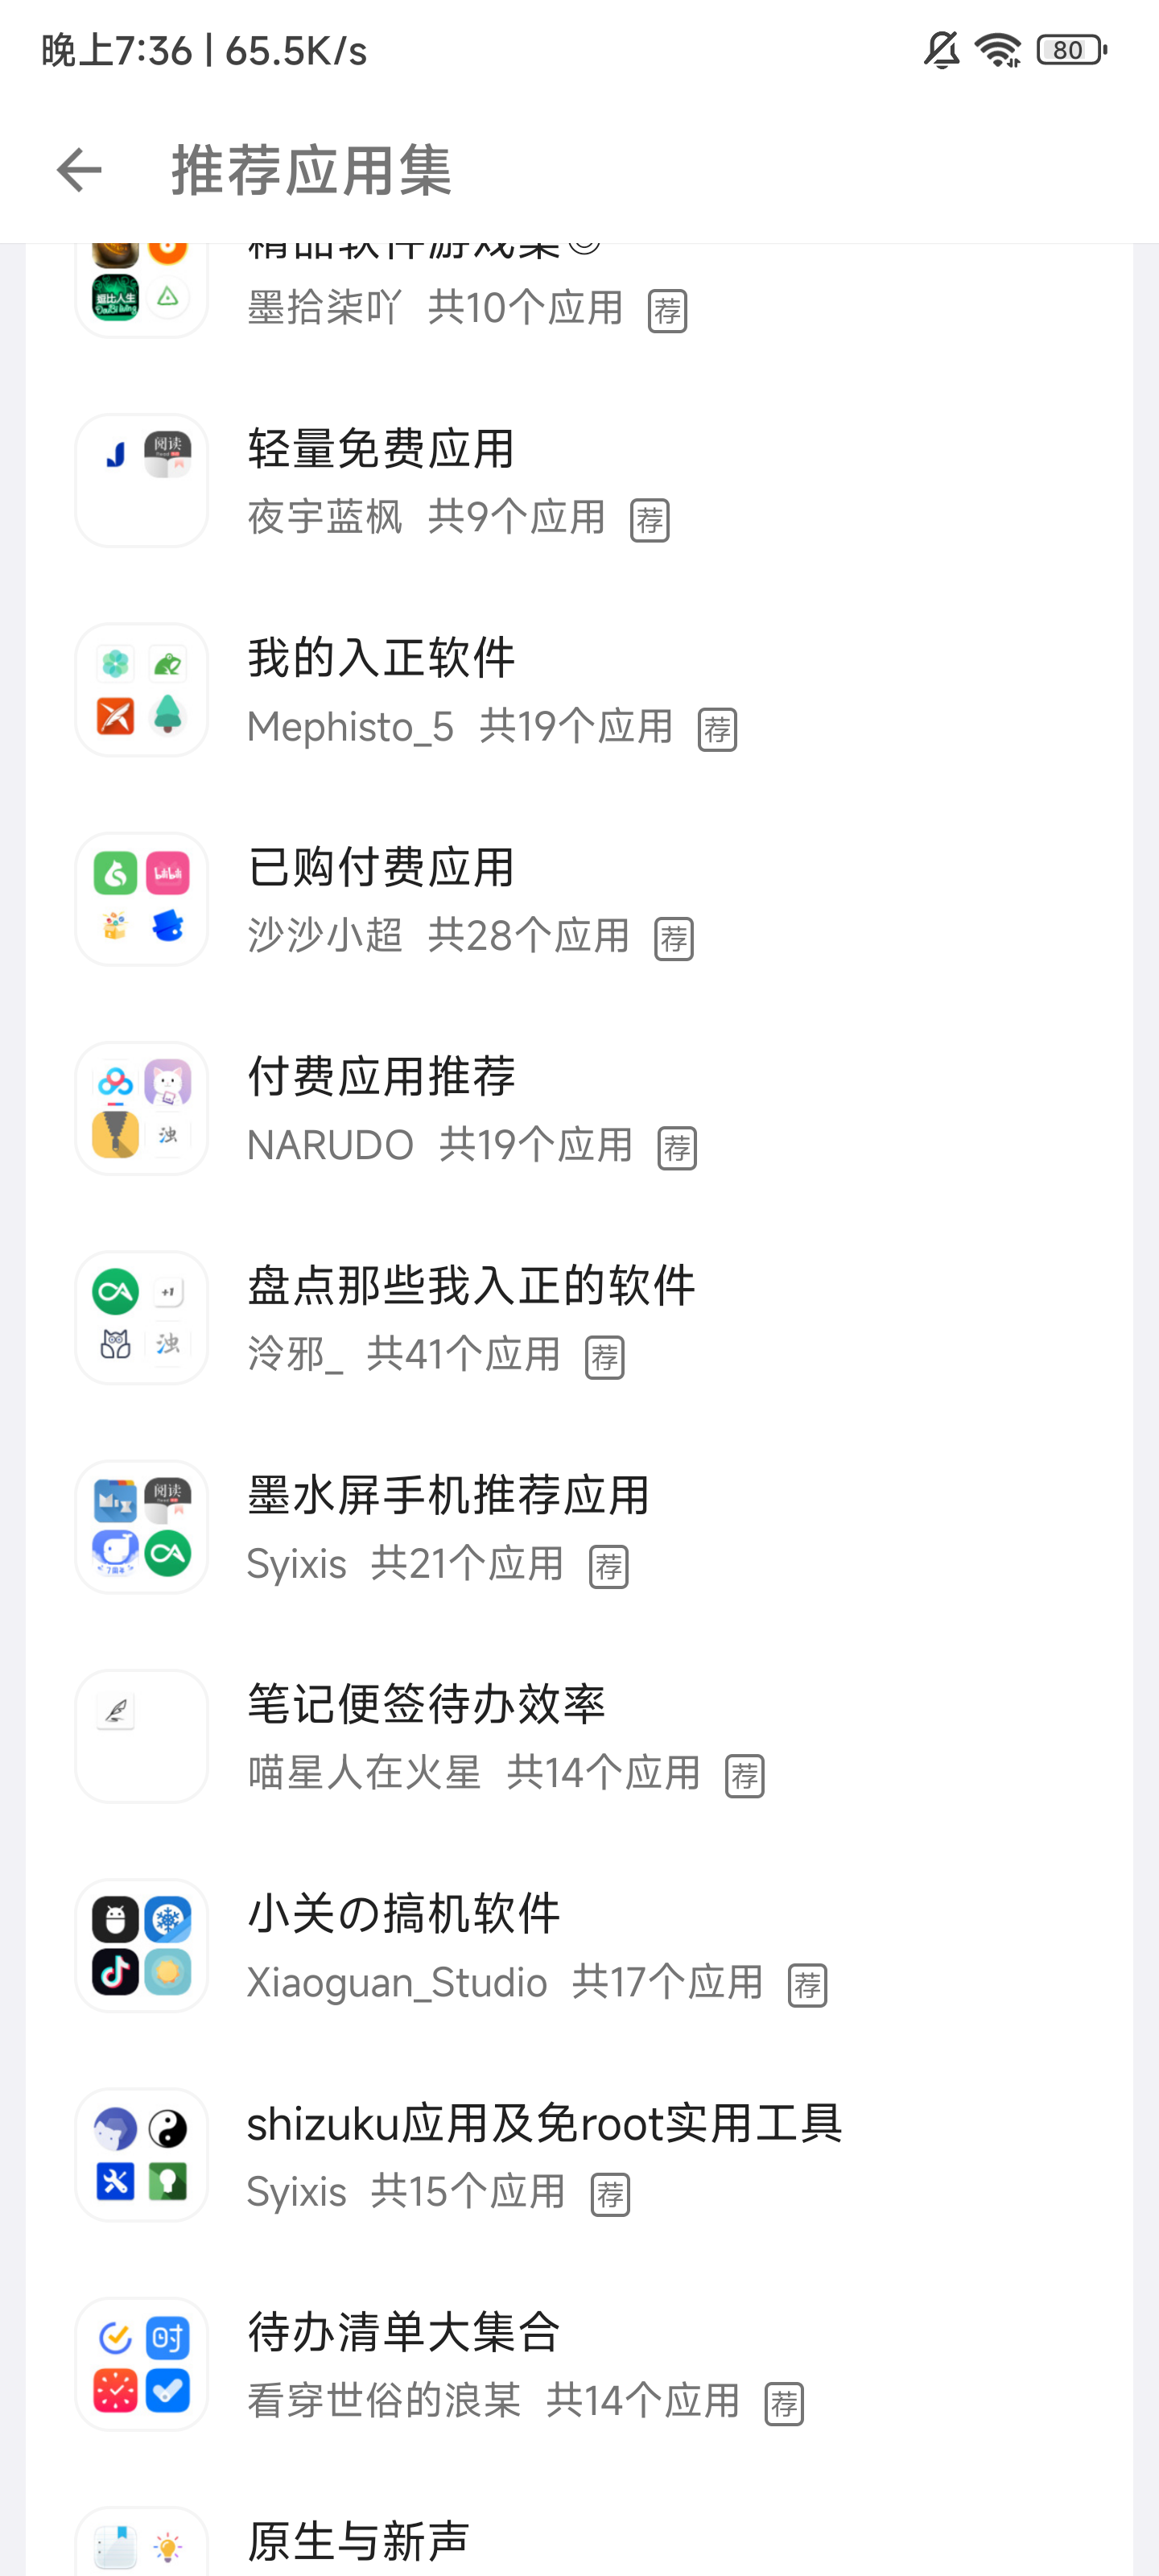 晚上7:36 | 65.5K/s
80
推荐应用集
精品软件游戏集
墨拾柒吖 共10个应用 荐
轻量免费应用
夜宇蓝枫 共9个应用 荐
我的入正软件
Mephisto_5 共19个应用 荐
已购付费应用
沙沙小超 共28个应用 荐
付费应用推荐
NARUDO 共19个应用 荐
盘点那些我入正的软件
泠邪_ 共41个应用 荐
墨水屏手机推荐应用
Syixis 共21个应用 荐
笔记便签待办效率
喵星人在火星 共14个应用 荐
小关の搞机软件
Xiaoguan_Studio 共17个应用 荐
shizuku应用及免root实用工具
Syixis 共15个应用 荐
待办清单大集合
看穿世俗的浪某 共14个应用 荐
原生与新声